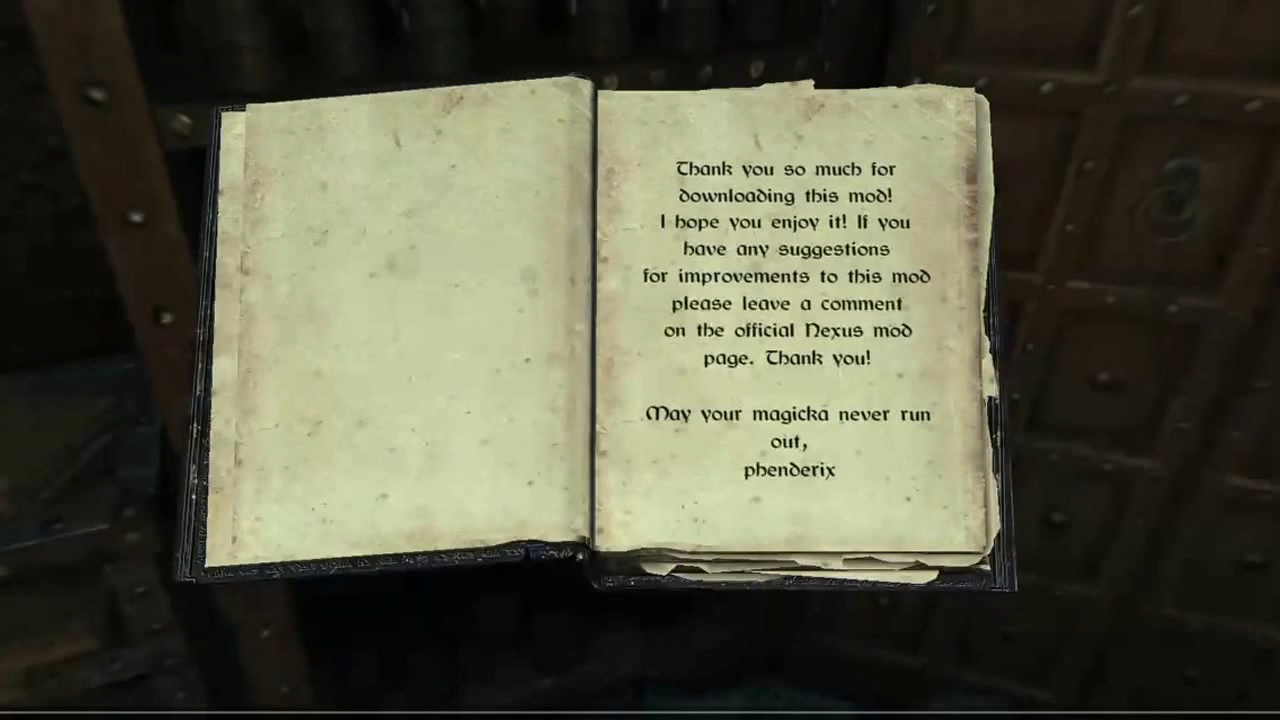 Thank you so much for
downloading this mod!
I hope you enjoy it! If you
have any suggestions
for improvements to this mod
please leave a comment
on the official Nexus mod
page. Thank you!
May your magicka never run
out,
phenderix